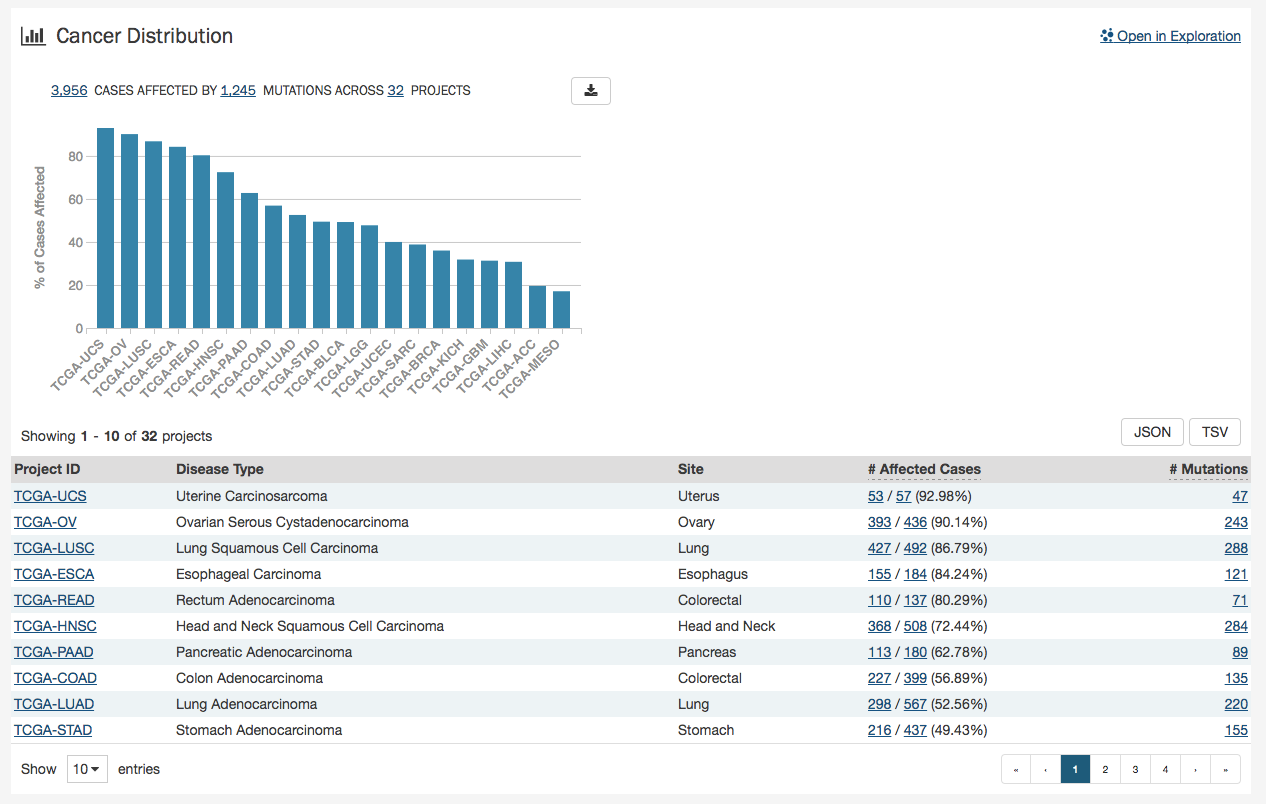 Cancer Distribution
Open in Exploration
3,956 CASES AFFECTED BY 1,245 MUTATIONS ACROSS 32 PROJECTS
% of Cases Affected
80
60
40
20
0
TCGA-UCS
TCGA-OV
TCGA-LUSC
TCGA-ESCA
TCGA-READ
TCGA-HNSC
TCGA-PAAD
TCGA-COAD
TCGA-LUAD
TCGA-STAD
TCGA-BLCA
TCGA-LGG
TCGA-UCEC
TCGA-SARC
TCGA-BRCA
TCGA-KICH
TCGA-GBM
TCGA-LIHC
TCGA-ACC
TCGA-MESO
Showing 1 - 10 of 32 projects
JSON TSV
Project ID Disease Type Site # Affected Cases # Mutations
TCGA-UCS Uterine Carcinosarcoma Uterus 53 / 57 (92.98%) 47
TCGA-OV Ovarian Serous Cystadenocarcinoma Ovary 393 / 436 (90.14%) 243
TCGA-LUSC Lung Squamous Cell Carcinoma Lung 427 / 492 (86.79%) 288
TCGA-ESCA Esophageal Carcinoma Esophagus 155 / 184 (84.24%) 121
TCGA-READ Rectum Adenocarcinoma Colorectal 110 / 137 (80.29%) 71
TCGA-HNSC Head and Neck Squamous Cell Carcinoma Head and Neck 368 / 508 (72.44%) 284
TCGA-PAAD Pancreatic Adenocarcinoma Pancreas 113 / 180 (62.78%) 89
TCGA-COAD Colon Adenocarcinoma Colorectal 227 / 399 (56.89%) 135
TCGA-LUAD Lung Adenocarcinoma Lung 298 / 567 (52.56%) 220
TCGA-STAD Stomach Adenocarcinoma Stomach 216 / 437 (49.43%) 155
Show 10 entries
« ‹ 1 2 3 4 › »